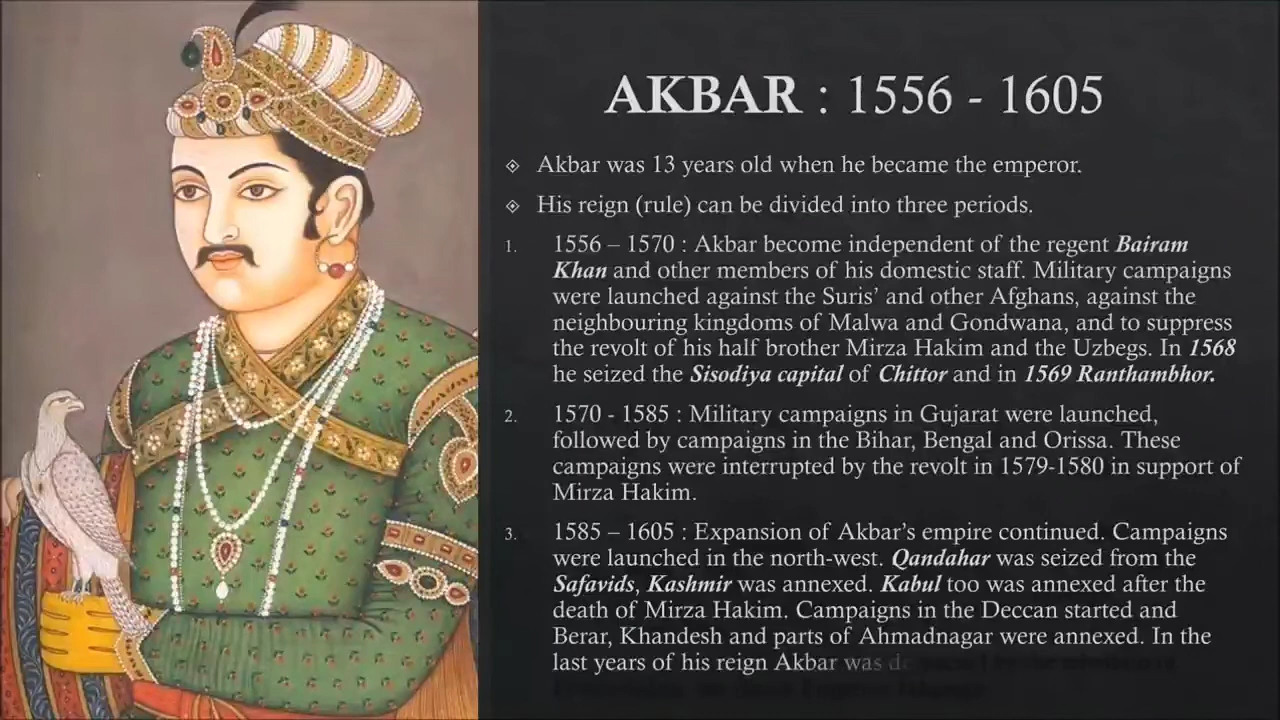 AKBAR : 1556 - 1605
Akbar was 13 years old when he became the emperor.
His reign (rule) can be divided into three periods.
1. 1556 – 1570 : Akbar become independent of the regent Bairam
Khan and other members of his domestic staff. Military campaigns
were launched against the Suris’ and other Afghans, against the
neighbouring kingdoms of Malwa and Gondwana, and to suppress
the revolt of his half brother Mirza Hakim and the Uzbegs. In 1568
he seized the Sisodiya capital of Chittor and in 1569 Ranthambhor.
2. 1570 - 1585 : Military campaigns in Gujarat were launched,
followed by campaigns in the Bihar, Bengal and Orissa. These
campaigns were interrupted by the revolt in 1579-1580 in support of
Mirza Hakim.
3. 1585 – 1605 : Expansion of Akbar’s empire continued. Campaigns
were launched in the north-west. Qandahar was seized from the
Safavids, Kashmir was annexed. Kabul too was annexed after the
death of Mirza Hakim. Campaigns in the Deccan started and
Berar, Khandesh and parts of Ahmadnagar were annexed. In the
last years of his reign Akbar was